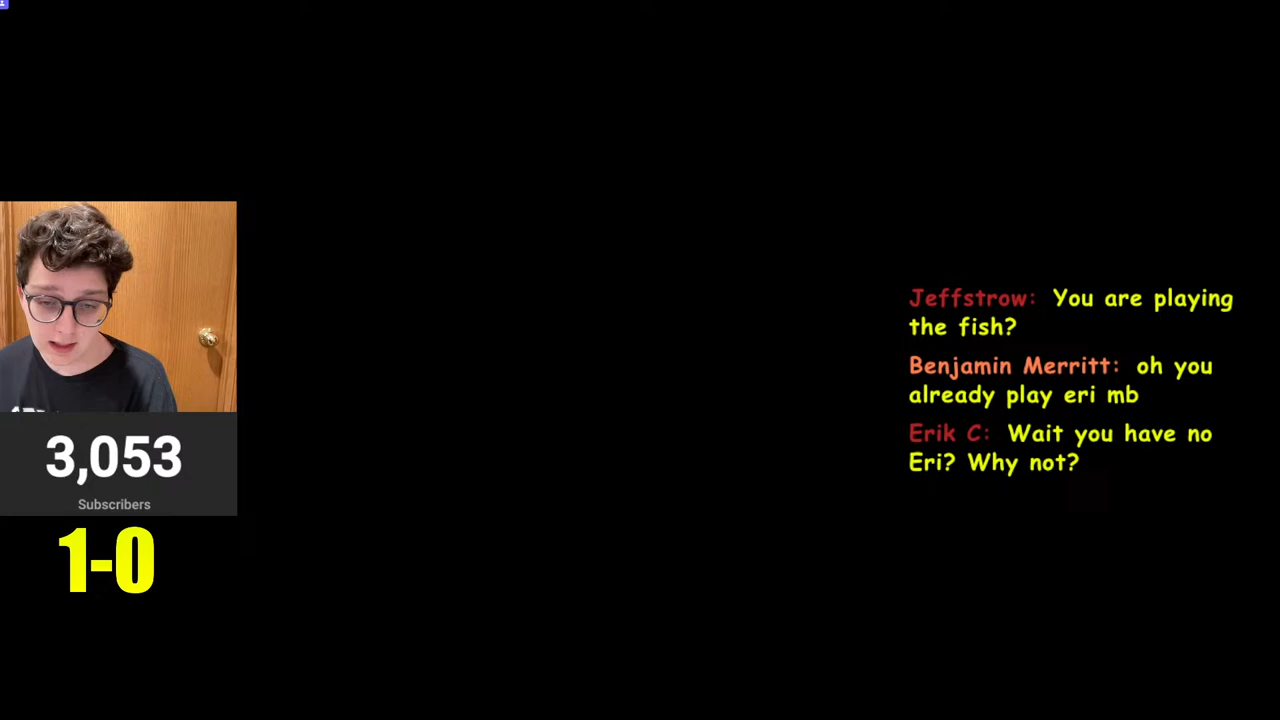 Jeffstrow: You are playing
the fish?
Benjamin Merritt: oh you
already play eri mb
Erik C: Wait you have no
Eri? Why not?
3,053
Subscribers
1-0